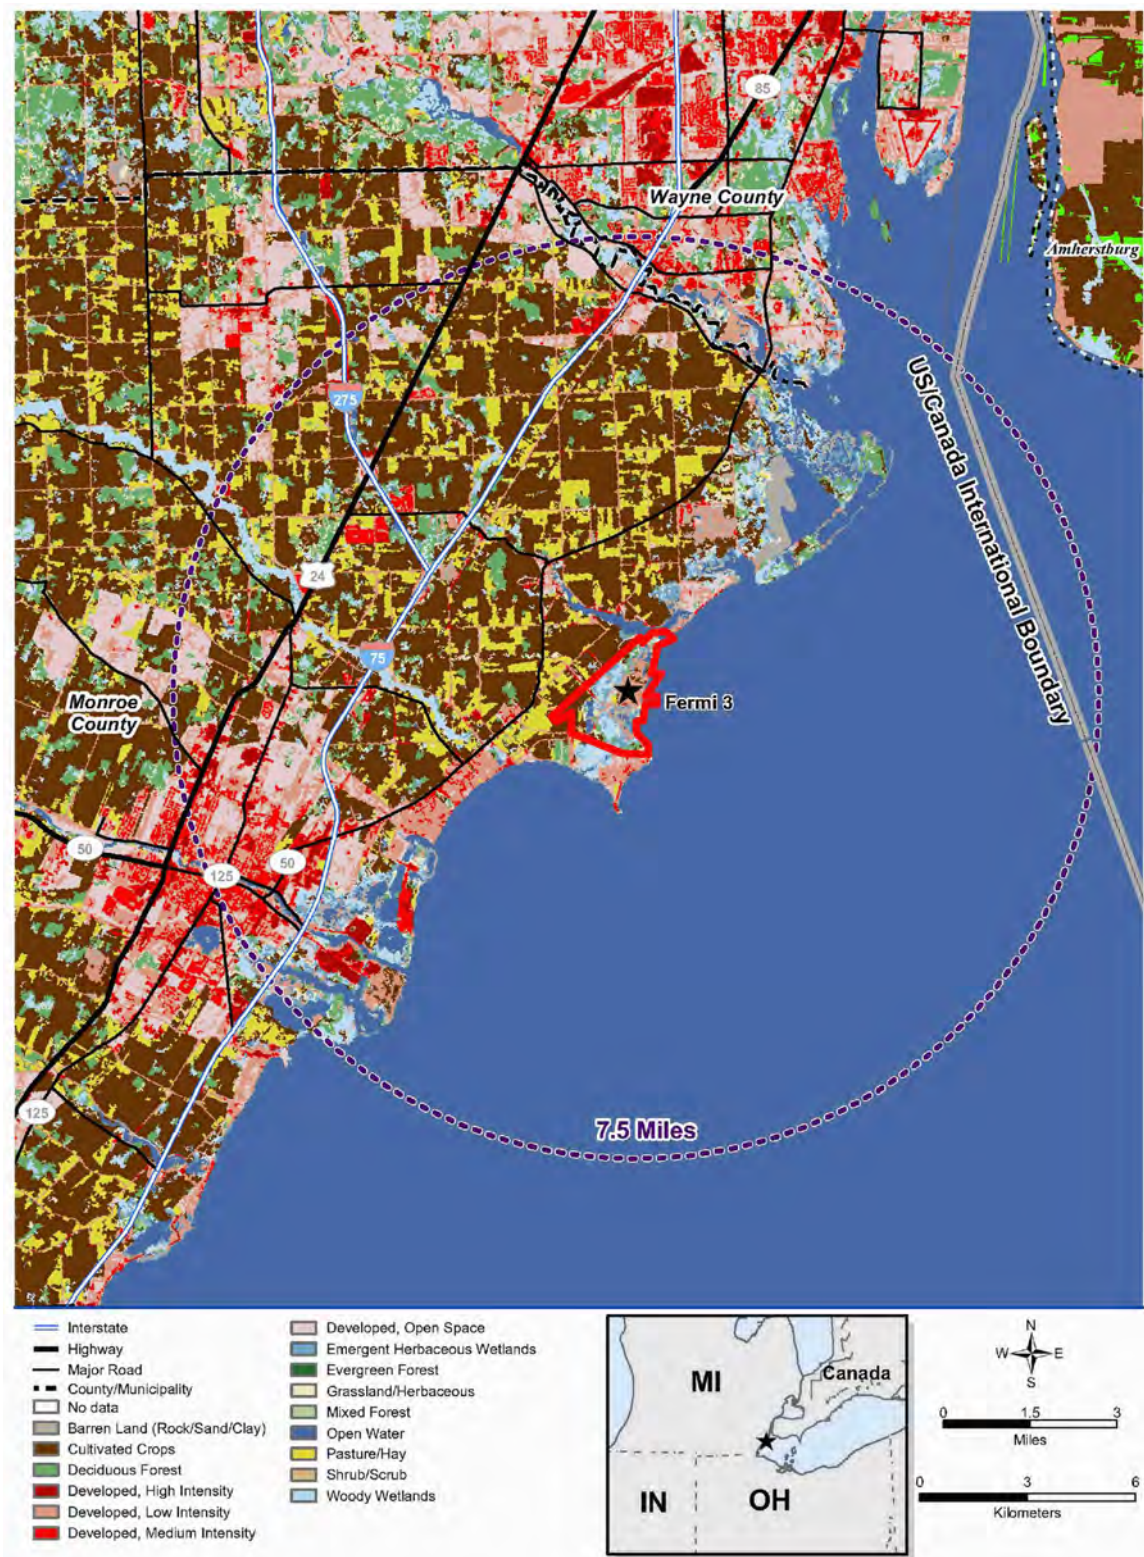 85
Wayne County
Amherstburg
275
US/Canada International Boundary
24
75
Monroe
County
Fermi 3
50
125
50
125
7.5 Miles
Interstate
Highway
Major Road
County/Municipality
No data
Barren Land (Rock/Sand/Clay)
Cultivated Crops
Deciduous Forest
Developed, High Intensity
Developed, Low Intensity
Developed, Medium Intensity
Developed, Open Space
Emergent Herbaceous Wetlands
Evergreen Forest
Grassland/Herbaceous
Mixed Forest
Open Water
Pasture/Hay
Shrub/Scrub
Woody Wetlands
MI
Canada
IN
OH
N
W E
S
0 1.5 3
Miles
0 3 6
Kilometers